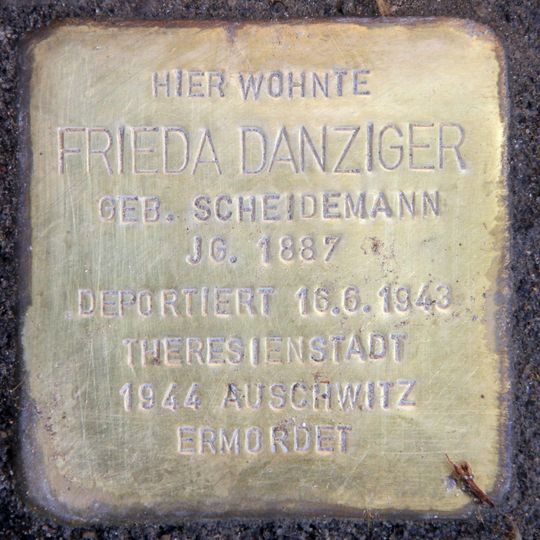 HIER WOHNTE
FRIEDA DANZIGER
GEB. SCHEIDEMANN
JG. 1887
DEPORTIERT 16.6.1943
THERESIENSTADT
1944 AUSCHWITZ
ERMORDET